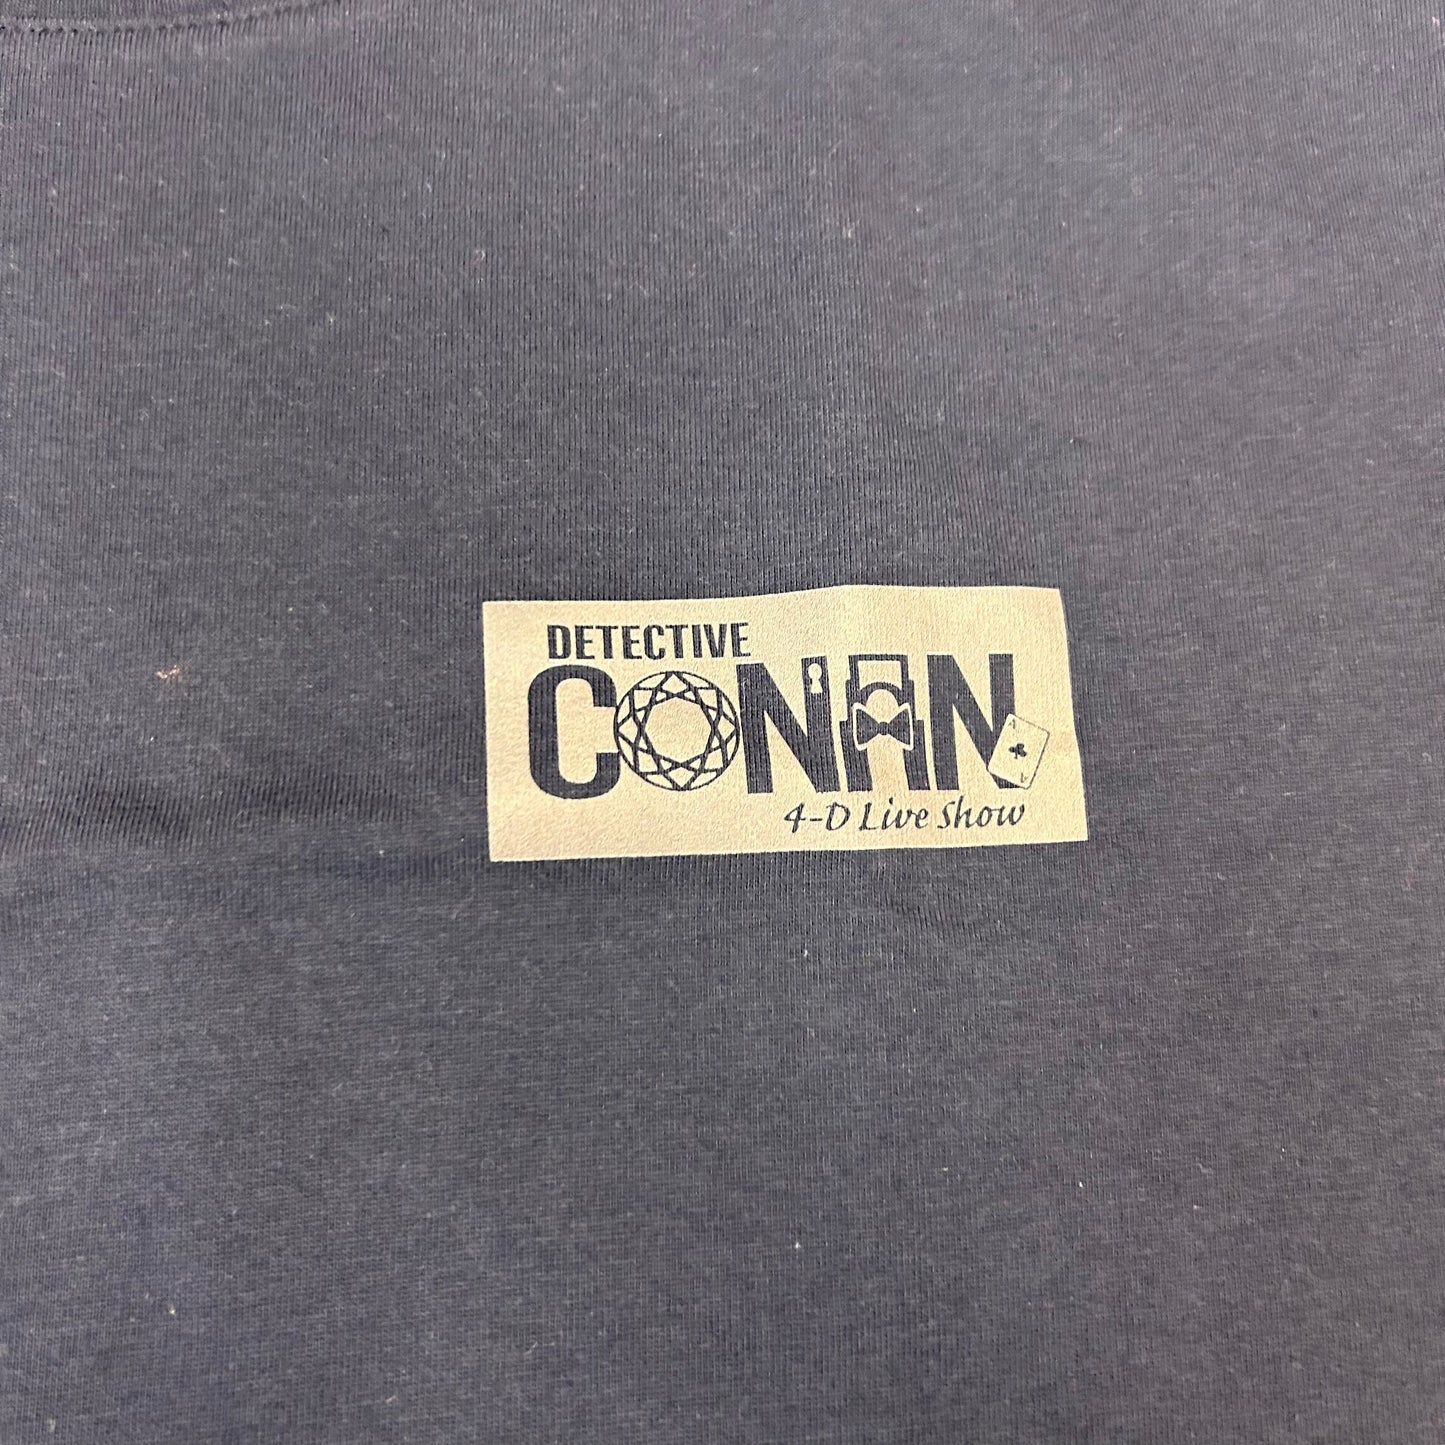 DETECTIVE
CONAN
4-D Live Show